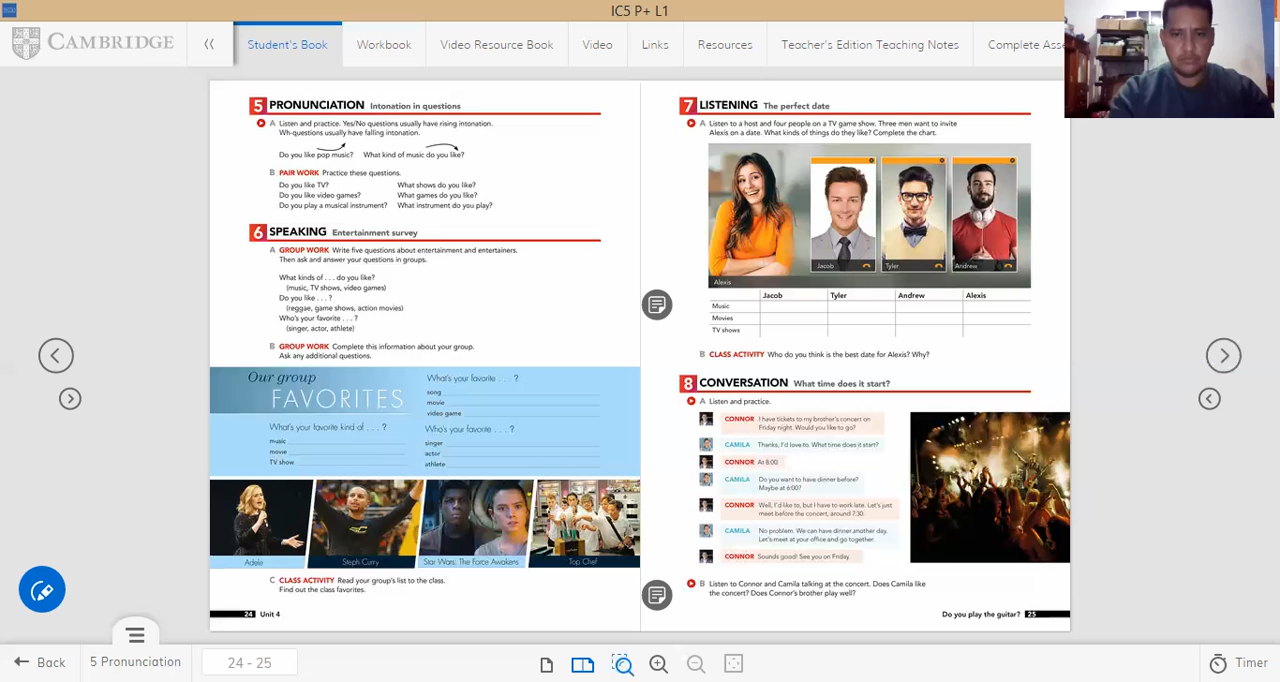 IC5 P+ L1
CAMBRIDGE
Student's Book
Workbook
Video Resource Book
Video
Links
Resources
Teacher's Edition Teaching Notes
Complete Asse
5 PRONUNCIATION Intonation in questions
A Listen and practice. Yes/No questions usually have rising intonation.
Wh-questions usually have falling intonation.
Do you like pop music? What kind of music do you like?
B PAIR WORK Practice these questions.
Do you like TV? What shows do you like?
Do you like video games? What games do you like?
Do you play a musical instrument? What instrument do you play?
6 SPEAKING Entertainment survey
A GROUP WORK Write five questions about entertainment and entertainers.
Then ask and answer your questions in groups.
What kinds of . . . do you like?
(music, TV shows, video games)
Do you like . . . ?
(reggae, game shows, action movies)
Who's your favorite . . . ?
(singer, actor, athlete)
B GROUP WORK Complete this information about your group.
Ask any additional questions.
Our group
FAVORITES
What's your favorite kind of . . . ?
music
movie
TV show
What's your favorite . . . ?
song
movie
video game
Who's your favorite . . . ?
singer
actor
athlete
Adele
Steph Curry
Star Wars: The Force Awakens
Top Chef
C CLASS ACTIVITY Read your group's list to the class.
Find out the class favorites.
24 Unit 4
7 LISTENING The perfect date
A Listen to a host and four people on a TV game show. Three men want to invite
Alexis on a date. What kinds of things do they like? Complete the chart.
Jacob
Tyler
Andrew
Alexis
Jacob Tyler Andrew Alexis
Music
Movies
TV shows
B CLASS ACTIVITY Who do you think is the best date for Alexis? Why?
8 CONVERSATION What time does it start?
A Listen and practice.
CONNOR I have tickets to my brother's concert on
Friday night. Would you like to go?
CAMILA Thanks, I'd love to. What time does it start?
CONNOR At 8:00.
CAMILA Do you want to have dinner before?
Maybe at 6:00?
CONNOR Well, I'd like to, but I have to work late. Let's just
meet before the concert, around 7:30.
CAMILA No problem. We can have dinner another day.
Let's meet at your office and go together.
CONNOR Sounds good! See you on Friday.
B Listen to Connor and Camila talking at the concert. Does Camila like
the concert? Does Connor's brother play well?
Do you play the guitar? 25
Back
5 Pronunciation
24 - 25
Timer